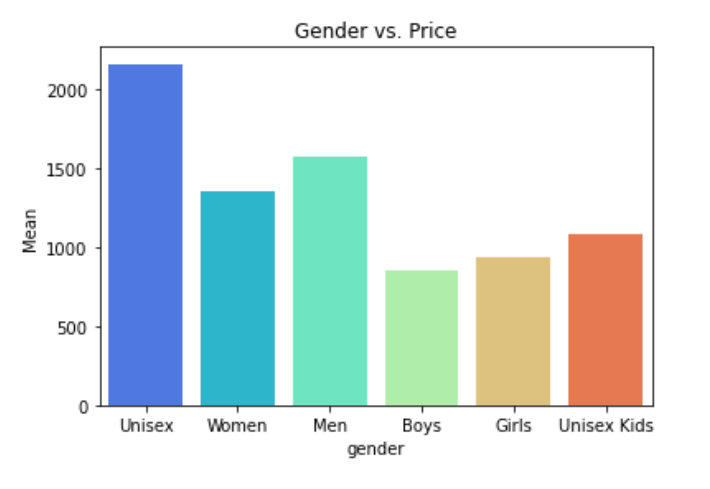 Gender vs. Price
2000
1500
1000
500
0
Mean
Unisex Women Men Boys Girls Unisex Kids
gender